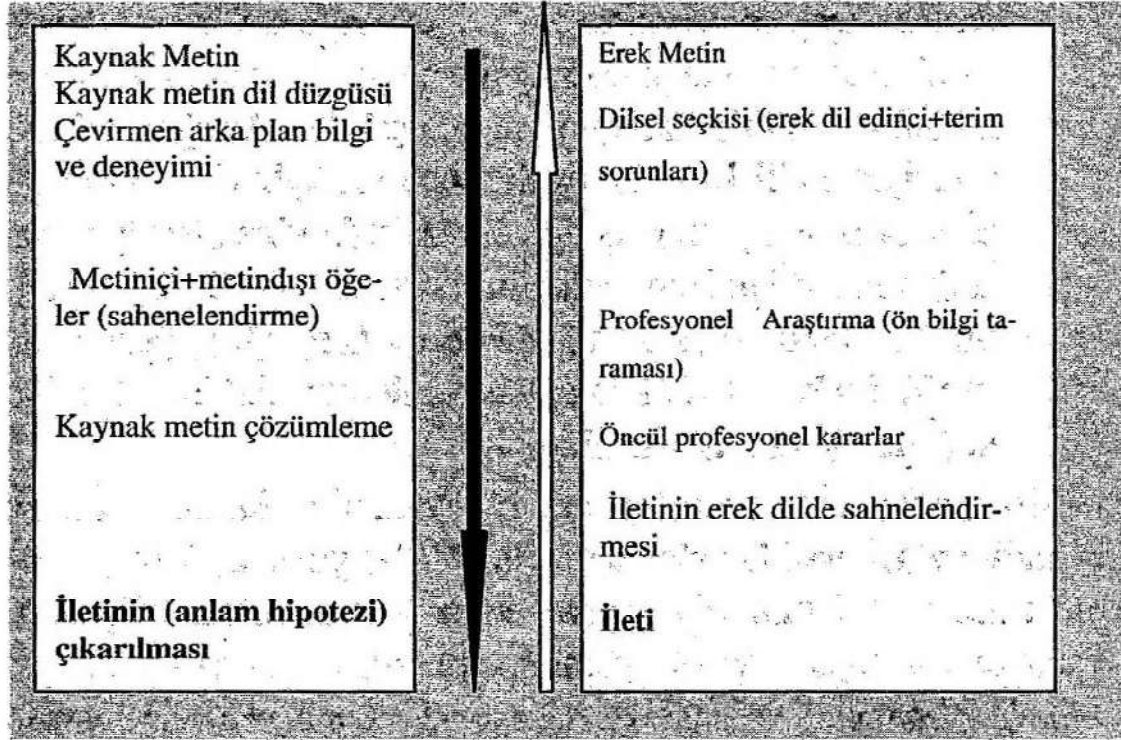 Kaynak Metin
Kaynak metin dil düzgüsü
Çevirmen arka plan bilgi
ve deneyimi
Metiniçi+metindışı öğe-
ler (sahenelendirme)
Kaynak metin çözümleme
İletinin (anlam hipotezi)
çıkarılması
Erek Metin
Dilsel seçkisi (erek dil edinci+terim
sorunları)
Profesyonel Araştırma (ön bilgi ta-
raması)
Öncül profesyonel kararlar
İletinin erek dilde sahnelendir-
mesi
İleti